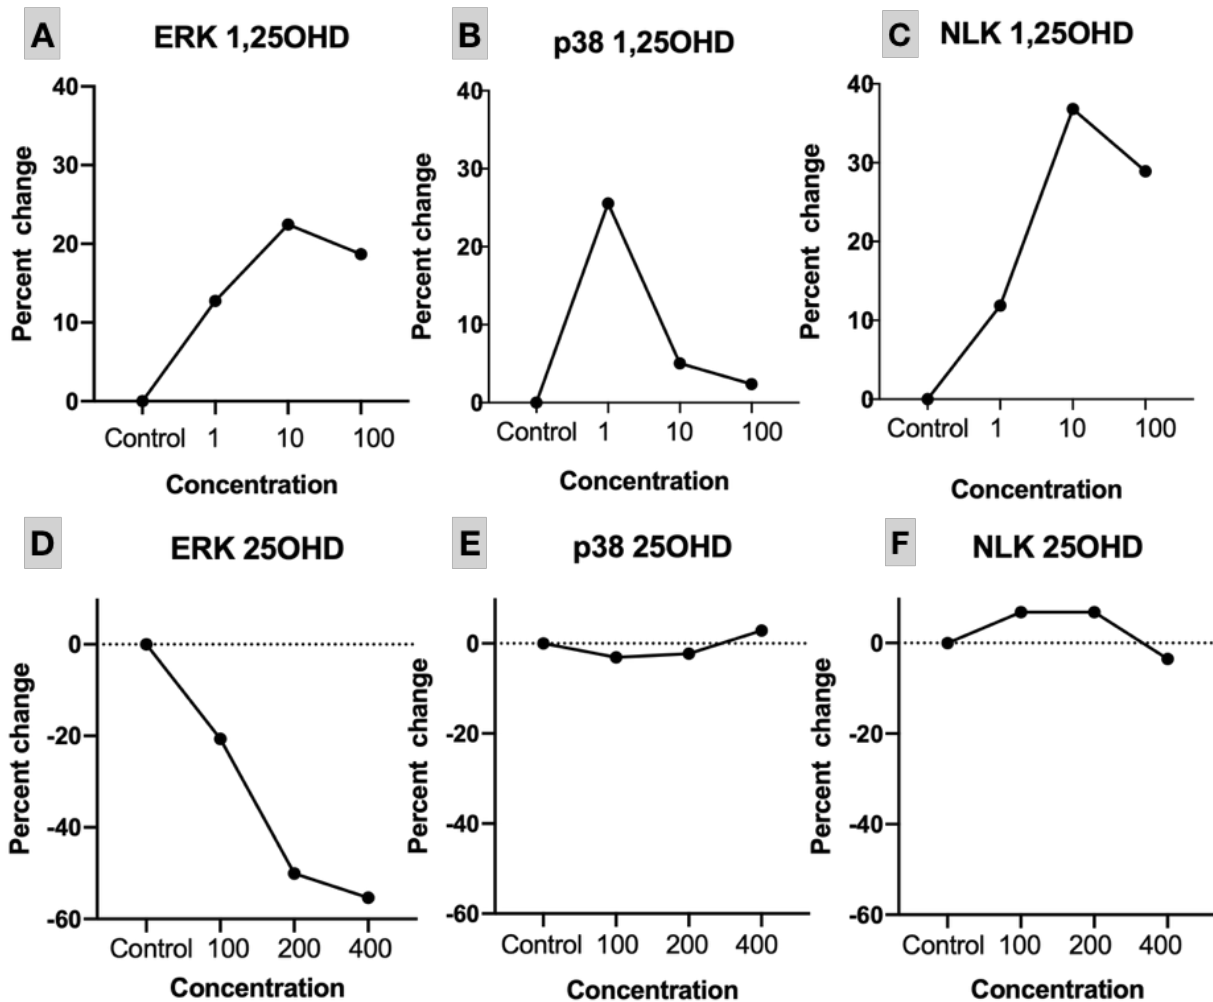 A
ERK 1,25OHD
40
30
20
10
0
Percent change
Control 1 10 100
Concentration
B
p38 1,25OHD
40
30
20
10
0
Percent change
Control 1 10 100
Concentration
C
NLK 1,25OHD
40
30
20
10
0
Percent change
Control 1 10 100
Concentration
D
ERK 25OHD
0
-20
-40
-60
Percent change
Control 100 200 400
Concentration
E
p38 25OHD
0
-20
-40
-60
Percent change
Control 100 200 400
Concentration
F
NLK 25OHD
0
-20
-40
-60
Percent change
Control 100 200 400
Concentration